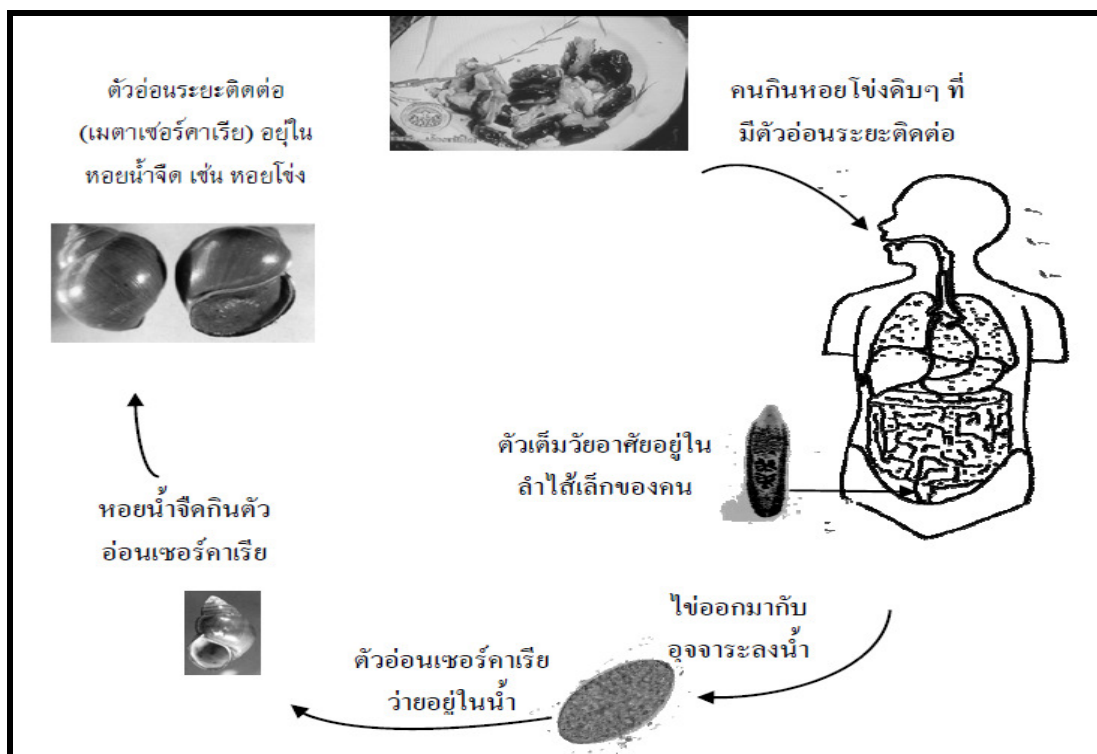 ตัวอ่อนระยะติดต่อ
(เมตาเซ่อร์คาเรีย) อยู่ใน
หอยน้ำจืด เช่น หอยโข่ง
คนกินหอยโข่งดิบๆ ที่
มีตัวอ่อนระยะติดต่อ
ตัวเต็มวัยอาศัยอยู่ใน
ลำไส้เล็กของคน
หอยน้ำจืดกินตัว
อ่อนเซอร์คาเรีย
ไข่ออกมากับ
อุจจาระลงน้ำ
ตัวอ่อนเซอร์คาเรีย
ว่ายอยู่ในน้ำ